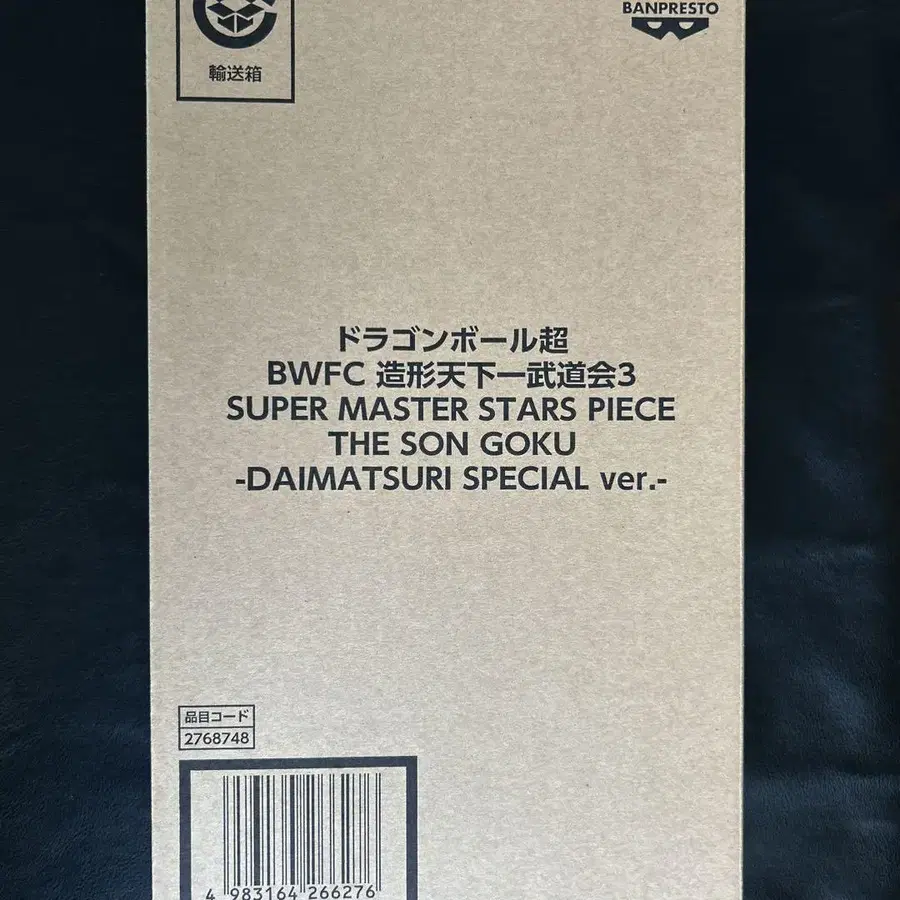 BANPRESTO
輸送箱
ドラゴンボール超
BWFC 造形天下一武道会3
SUPER MASTER STARS PIECE
THE SON GOKU
-DAIMATSURI SPECIAL ver.-
品目コード
2768748
4 983164 266276